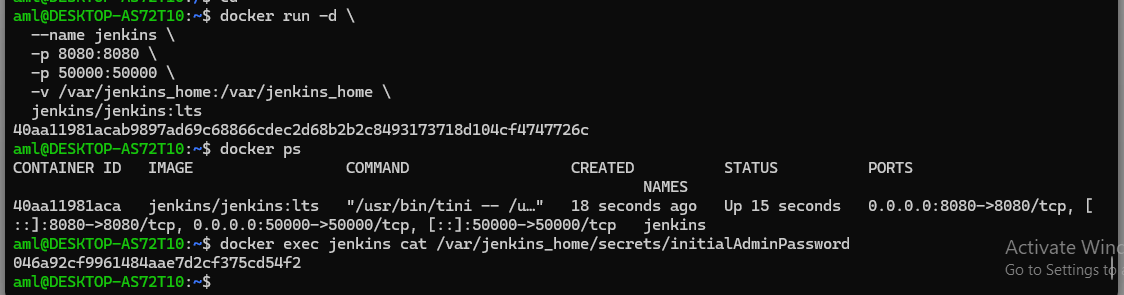 aml@DESKTOP-AS72T10:~$ docker run -d \
  --name jenkins \
  -p 8080:8080 \
  -p 50000:50000 \
  -v /var/jenkins_home:/var/jenkins_home \
  jenkins/jenkins:lts
40aa11981acab9897ad69c68866cdec2d68b2b2c8493173718d104cf4747726c
aml@DESKTOP-AS72T10:~$ docker ps
CONTAINER ID   IMAGE                 COMMAND                  CREATED          STATUS          PORTS
                                                                      NAMES
40aa11981aca   jenkins/jenkins:lts   "/usr/bin/tini -- /u…"   18 seconds ago   Up 15 seconds   0.0.0.0:8080->8080/tcp, [
::]:8080->8080/tcp, 0.0.0.0:50000->50000/tcp, [::]:50000->50000/tcp   jenkins
aml@DESKTOP-AS72T10:~$ docker exec jenkins cat /var/jenkins_home/secrets/initialAdminPassword
046a92cf9961484aae7d2cf375cd54f2
aml@DESKTOP-AS72T10:~$
Activate Wind
Go to Settings to